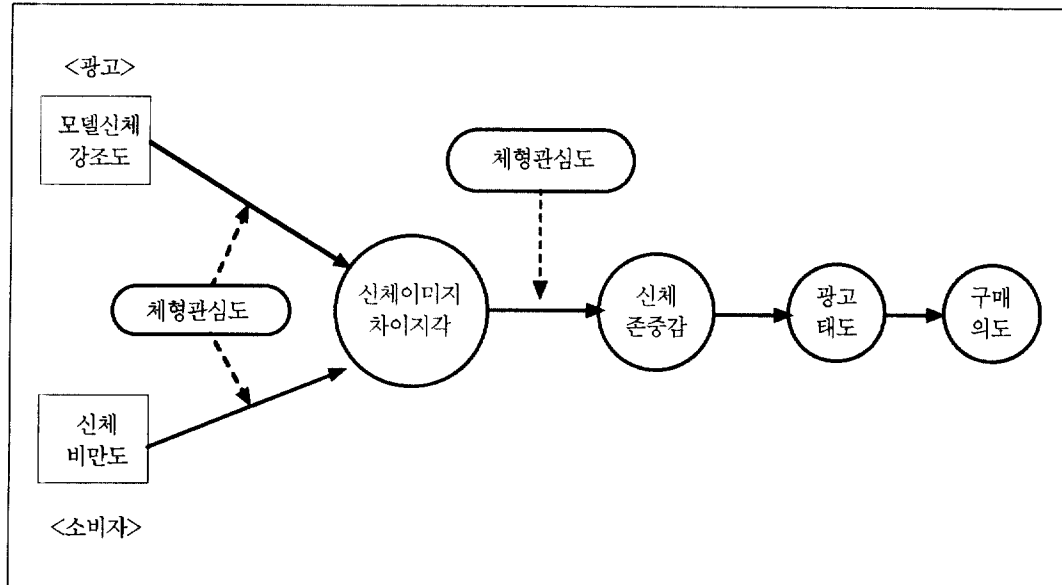 <광고>
모델신체
강조도
체형관심도
체형관심도
신체이미지
차이지각
신체
존중감
광고
태도
구매
의도
신체
비만도
<소비자>